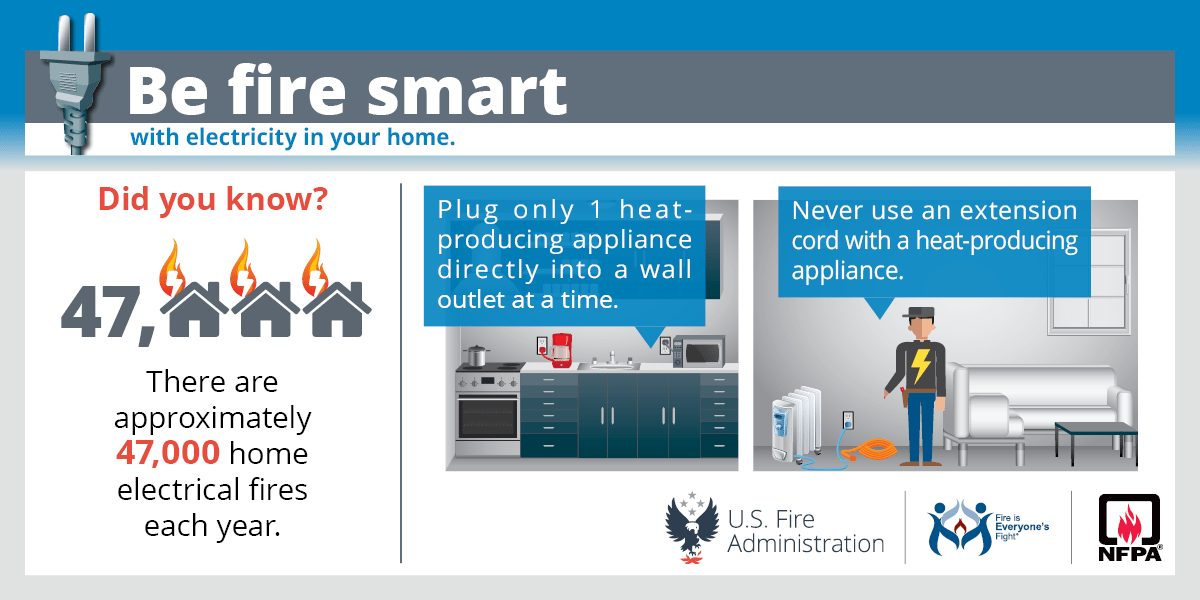 Be fire smart
with electricity in your home.
Did you know?
47,
There are
approximately
47,000 home
electrical fires
each year.
Plug only 1 heat-
producing appliance
directly into a wall
outlet at a time.
Never use an extension
cord with a heat-producing
appliance.
U.S. Fire
Administration
Fire is
Everyone's
Fight®
NFPA®